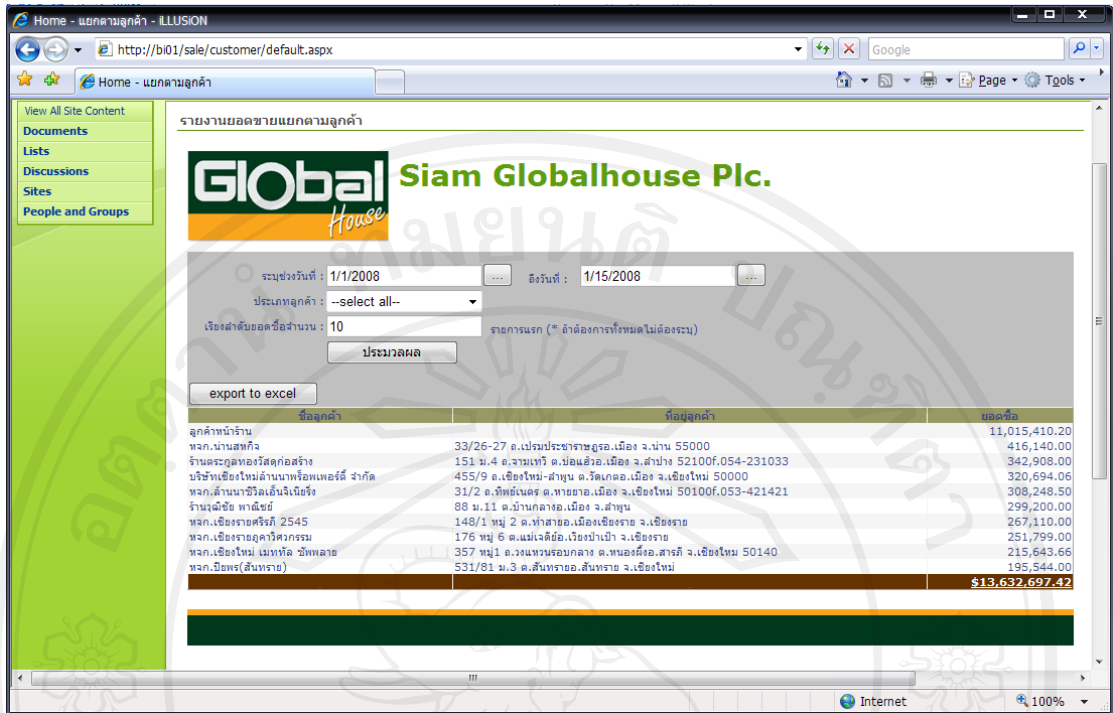 Home - แยกตามลูกค้า - iLLUSiON
http://bi01/sale/customer/default.aspx
Google
Home - แยกตามลูกค้า
Page
Tools
View All Site Content
Documents
Lists
Discussions
Sites
People and Groups
รายงานยอดขายแยกตามลูกค้า
Global House
Siam Globalhouse Plc.
ระบุช่วงวันที่ : 1/1/2008 ... ถึงวันที่ : 1/15/2008 ...
ประเภทลูกค้า : --select all--
เรียงลำดับยอดซื้อจำนวน : 10 รายการแรก (* ถ้าต้องการทั้งหมดไม่ต้องระบุ)
ประมวลผล
export to excel
ชื่อลูกค้า ที่อยู่ลูกค้า ยอดซื้อ
ลูกค้าหน้าร้าน 11,015,410.20
หจก.น่านสหกิจ 33/26-27 ถ.เปรมประชาราษฎรอ.เมือง จ.น่าน 55000 416,140.00
ร้านตระกูลทองวัสดุก่อสร้าง 151 ม.4 ถ.จามเทวี ต.บ่อแฮ้วอ.เมือง จ.ลำปาง 52100f.054-231033 342,908.00
บริษัทเชียงใหม่ล้านนาพร็อพเพอร์ตี้ จำกัด 455/9 ถ.เชียงใหม่-ลำพูน ต.วัดเกตอ.เมือง จ.เชียงใหม่ 50000 320,694.06
หจก.ล้านนาซีวิลเอ็นจิเนียริ่ง 31/2 ถ.ทิพย์เนตร ต.หายยาอ.เมือง จ.เชียงใหม่ 50100f.053-421421 308,248.50
ร้านวุฒิชัย พาณิชย์ 88 ม.11 ต.บ้านกลางอ.เมือง จ.ลำพูน 299,200.00
หจก.เชียงรายศรีรภี 2545 148/1 หมู่ 2 ต.ท่าสายอ.เมืองเชียงราย จ.เชียงราย 267,110.00
หจก.เชียงรายภูคาวิศวกรรม 176 หมู่ 6 ต.แม่เจดีย์อ.เวียงป่าเป้า จ.เชียงราย 251,799.00
หจก.เชียงใหม่ เมททัล ซัพพลาย 357 หมู่1 ถ.วงแหวนรอบกลาง ต.หนองผึ้งอ.สารภี จ.เชียงใหม่ 50140 215,643.66
หจก.ปิยพร(สันทราย) 531/81 ม.3 ต.สันทรายอ.สันทราย จ.เชียงใหม่ 195,544.00
$13,632,697.42
Internet
100%